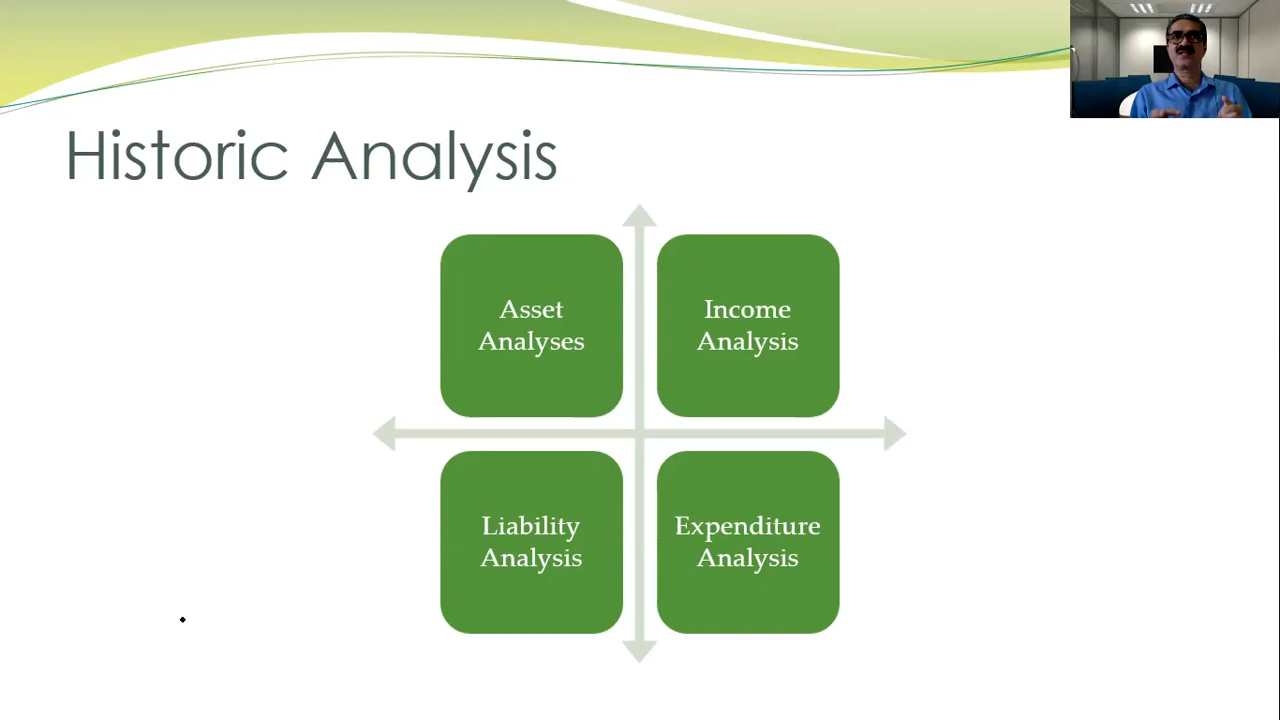 Historic Analysis
Asset
Analyses
Income
Analysis
Liability
Analysis
Expenditure
Analysis